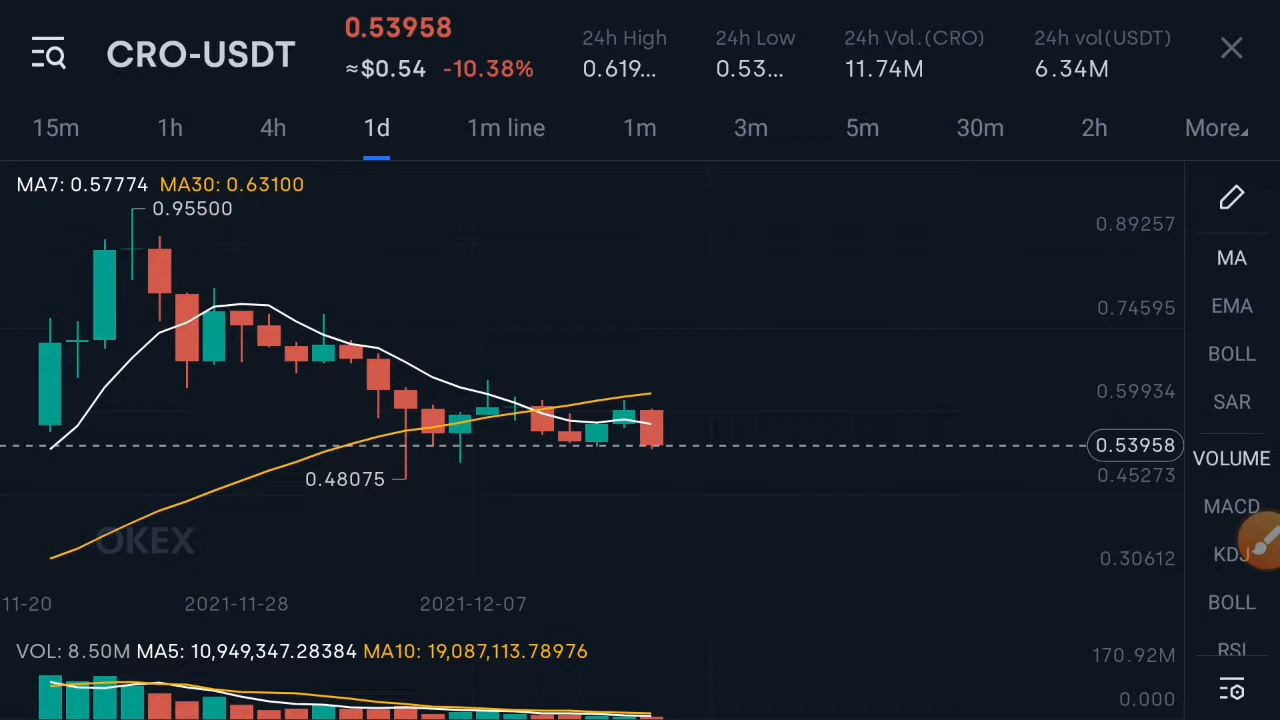 CRO-USDT
0.53958
≈$0.54 -10.38%
24h High
0.619...
24h Low
0.53...
24h Vol.(CRO)
11.74M
24h vol(USDT)
6.34M
15m 1h 4h 1d 1m line 1m 3m 5m 30m 2h More
MA7: 0.57774 MA30: 0.63100
0.95500
0.89257
0.74595
0.59934
0.53958
0.45273
0.48075
0.30612
OKEX
11-20 2021-11-28 2021-12-07
VOL: 8.50M MA5: 10,949,347.28384 MA10: 19,087,113.78976
170.92M
0.000
MA
EMA
BOLL
SAR
VOLUME
MACD
KDJ
BOLL
RSI